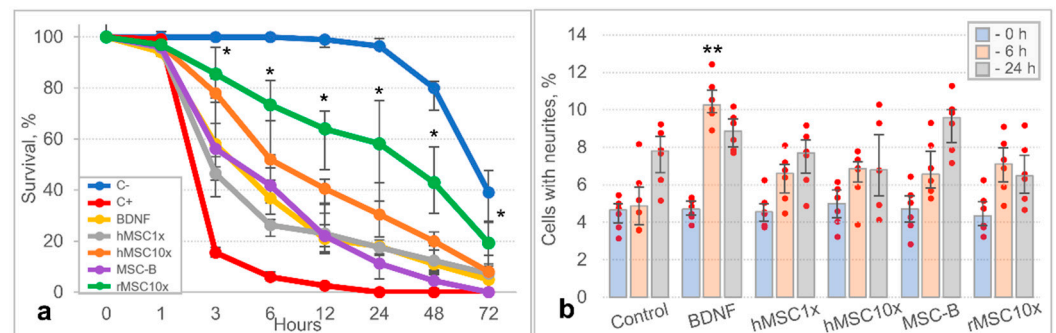 100
80
60
40
20
0
Survival, %
C-
C+
BDNF
hMSC1x
hMSC10x
MSC-B
rMSC10x
*
*
*
*
*
*
0 1 3 6 12 24 48 72
Hours
a
14
12
10
8
6
4
2
0
Cells with neurites, %
**
- 0 h
- 6 h
- 24 h
Control BDNF hMSC1x hMSC10x MSC-B rMSC10x
b